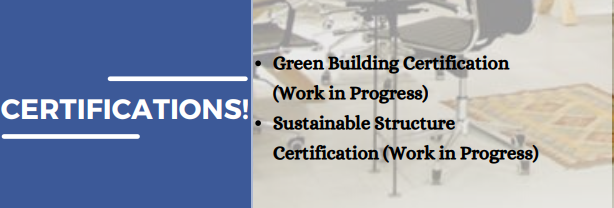 CERTIFICATIONS!
• Green Building Certification
(Work in Progress)
• Sustainable Structure
Certification (Work in Progress)